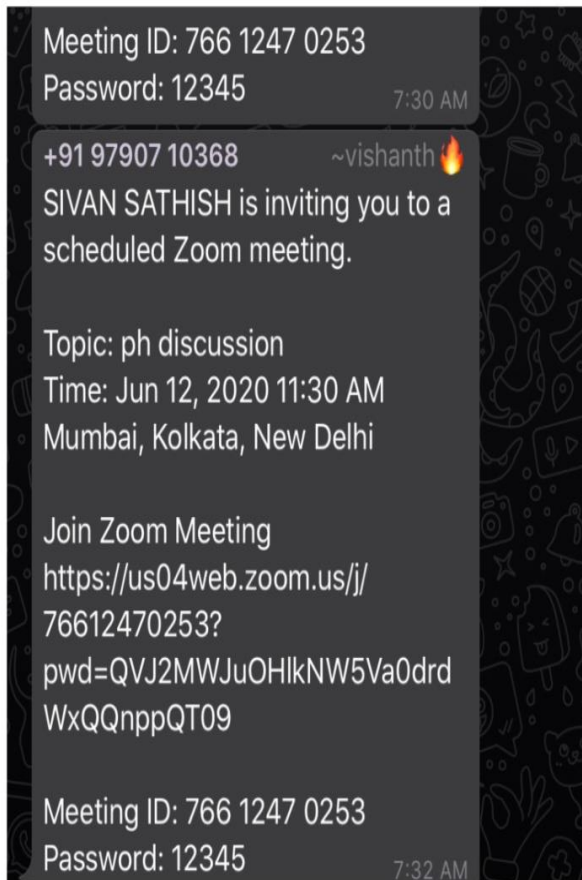 Meeting ID: 766 1247 0253
Password: 12345
7:30 AM
+91 97907 10368 ~vishanth🔥
SIVAN SATHISH is inviting you to a
scheduled Zoom meeting.
Topic: ph discussion
Time: Jun 12, 2020 11:30 AM
Mumbai, Kolkata, New Delhi
Join Zoom Meeting
https://us04web.zoom.us/j/
76612470253?
pwd=QVJ2MWJuOHlkNW5Va0drd
WxQQnppQT09
Meeting ID: 766 1247 0253
Password: 12345
7:32 AM